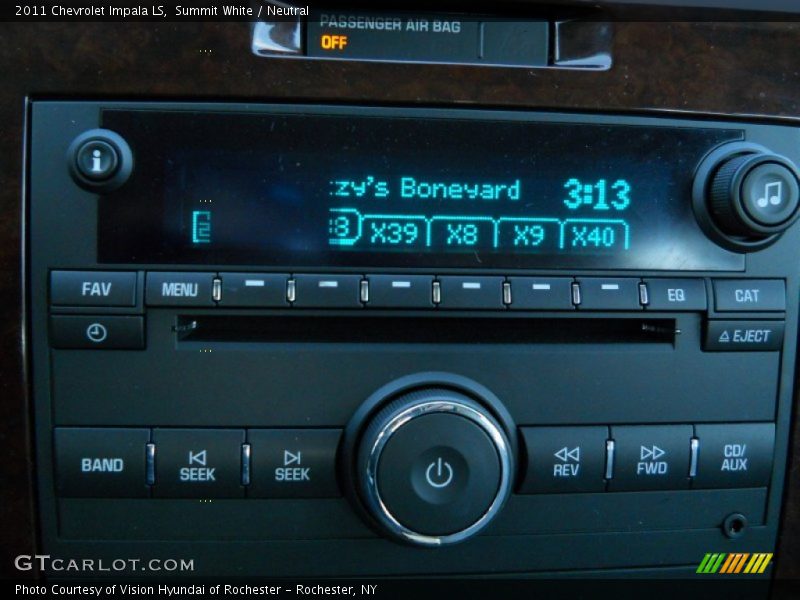 2011 Chevrolet Impala LS, Summit White / Neutral
PASSENGER AIR BAG
OFF
zy's Boneyard 3:13
2 8 X39 X8 X9 X40
FAV MENU EQ CAT
EJECT
BAND SEEK SEEK REV FWD CD/AUX
GTCARLOT.COM
Photo Courtesy of Vision Hyundai of Rochester - Rochester, NY